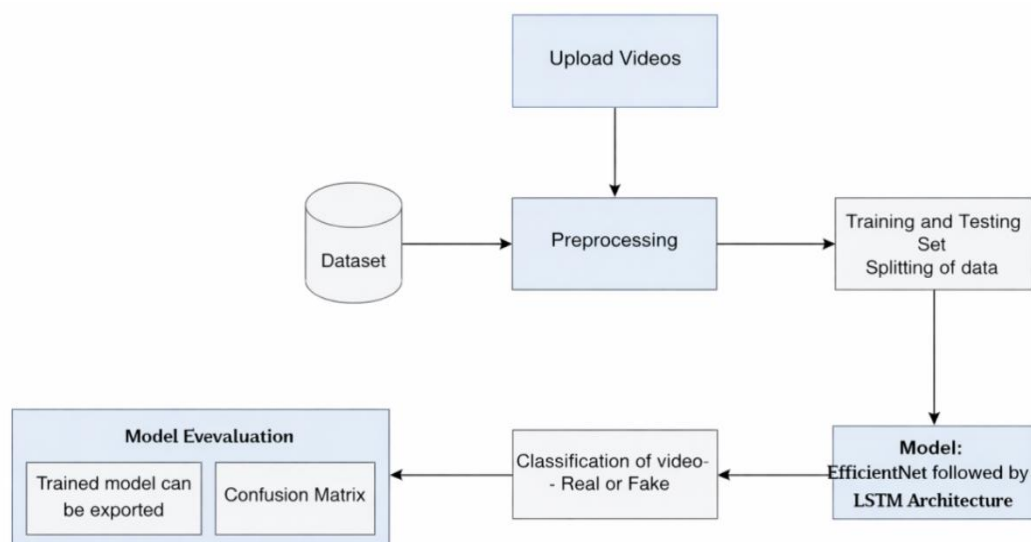 Upload Videos
Dataset
Preprocessing
Training and Testing
Set
Splitting of data
Model Evevaluation
Trained model can
be exported
Confusion Matrix
Classification of video-
- Real or Fake
Model:
EfficientNet followed by
LSTM Architecture